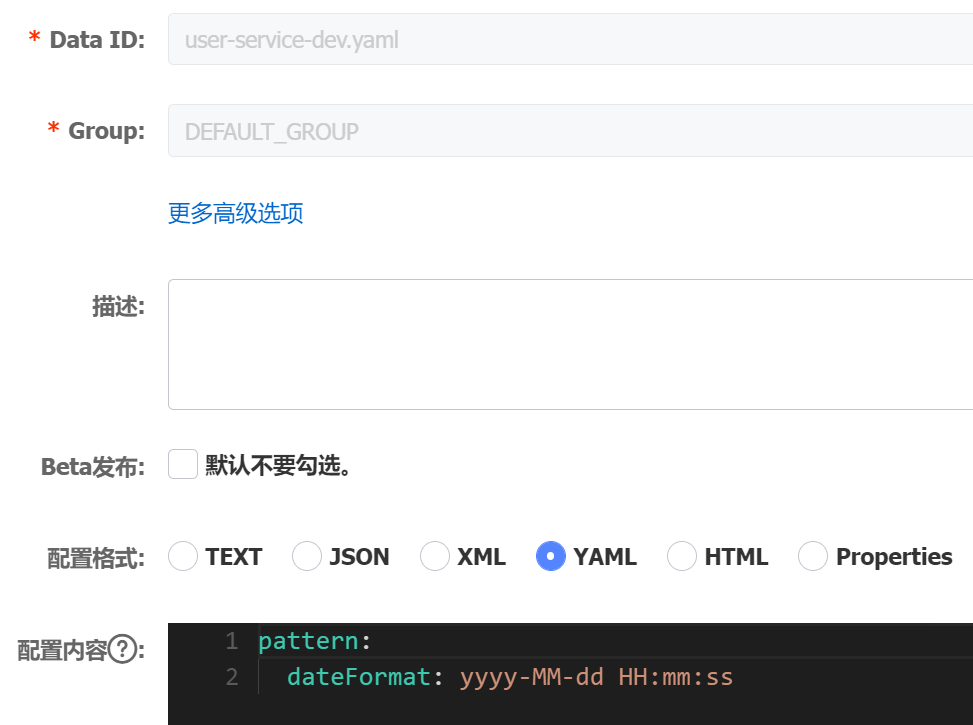 * Data ID: user-service-dev.yaml
* Group: DEFAULT_GROUP
更多高级选项
描述:
Beta发布: 默认不要勾选。
配置格式: TEXT JSON XML YAML HTML Properties
配置内容?: 1 pattern:
2 dateFormat: yyyy-MM-dd HH:mm:ss